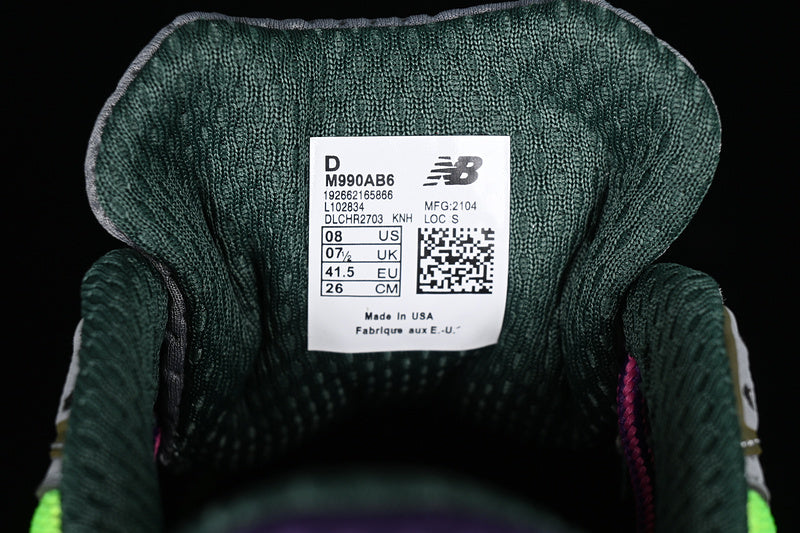 D
M990AB6
NB
192662165866
L102834
MFG:2104
DLCHR2703 KNH LOC S
08 US
07½ UK
41.5 EU
26 CM
Made in USA
Fabrique aux E.-U.